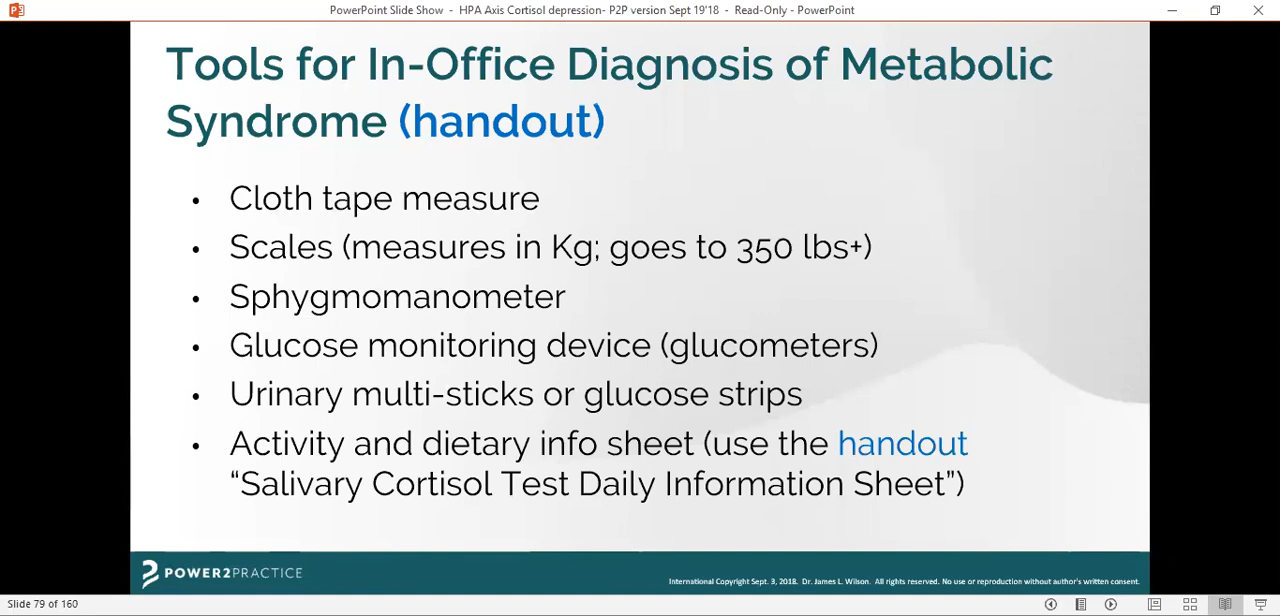 PowerPoint Slide Show - HPA Axis Cortisol depression- P2P version Sept 19'18 - Read-Only - PowerPoint
Tools for In-Office Diagnosis of Metabolic
Syndrome (handout)
• Cloth tape measure
• Scales (measures in Kg; goes to 350 lbs+)
• Sphygmomanometer
• Glucose monitoring device (glucometers)
• Urinary multi-sticks or glucose strips
• Activity and dietary info sheet (use the handout
“Salivary Cortisol Test Daily Information Sheet”)
POWER2PRACTICE
International Copyright Sept. 3, 2018. Dr. James L. Wilson. All rights reserved. No use or reproduction without author's written consent.
Slide 79 of 160